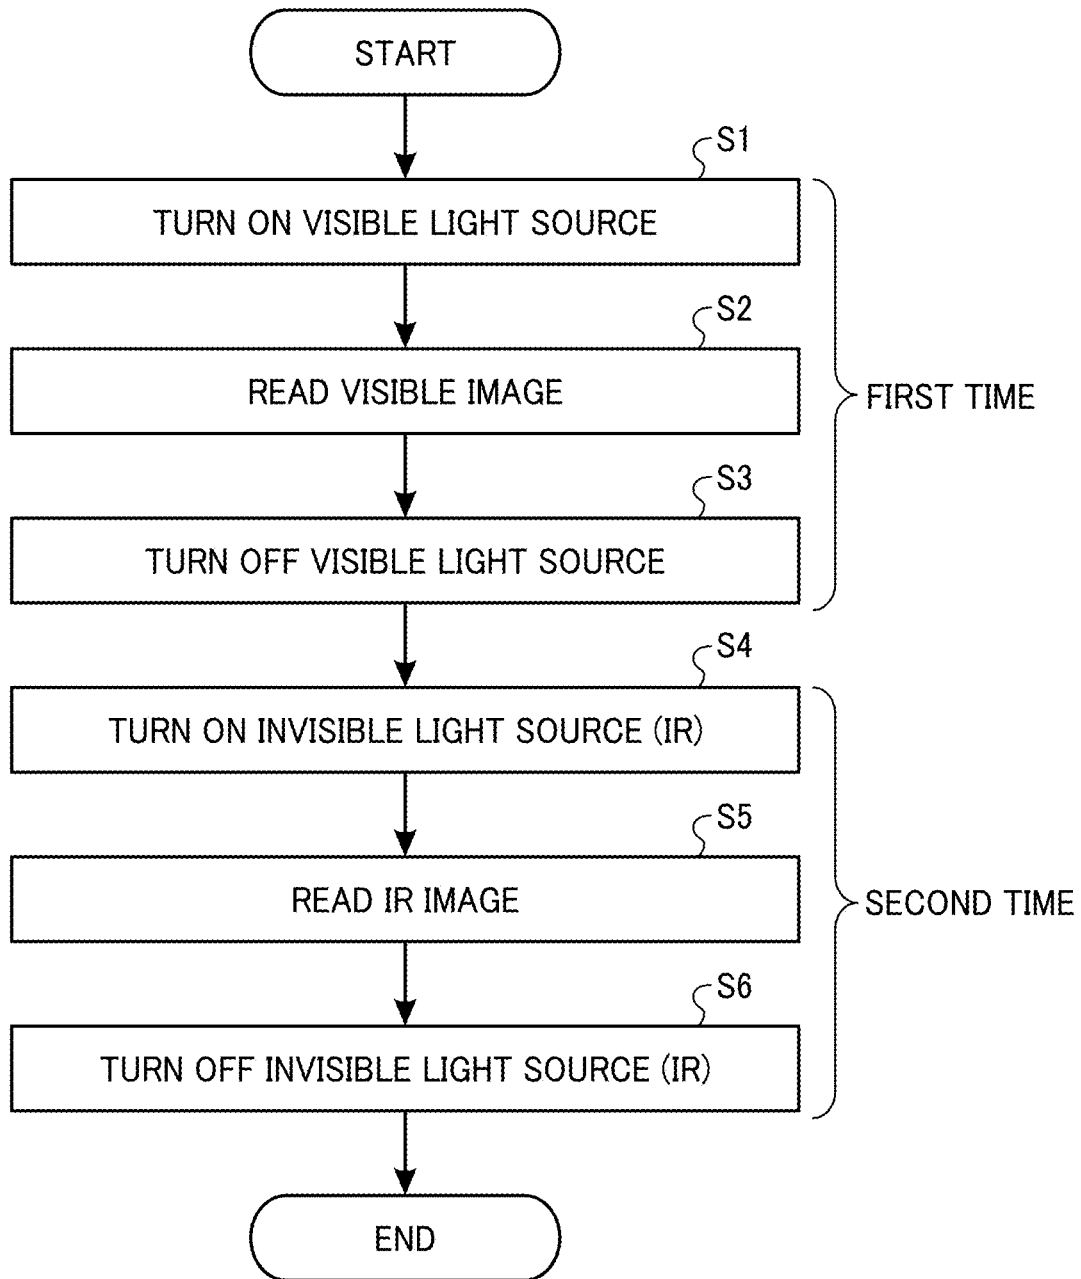 START
S1
TURN ON VISIBLE LIGHT SOURCE
S2
READ VISIBLE IMAGE
FIRST TIME
S3
TURN OFF VISIBLE LIGHT SOURCE
S4
TURN ON INVISIBLE LIGHT SOURCE (IR)
S5
READ IR IMAGE
SECOND TIME
S6
TURN OFF INVISIBLE LIGHT SOURCE (IR)
END